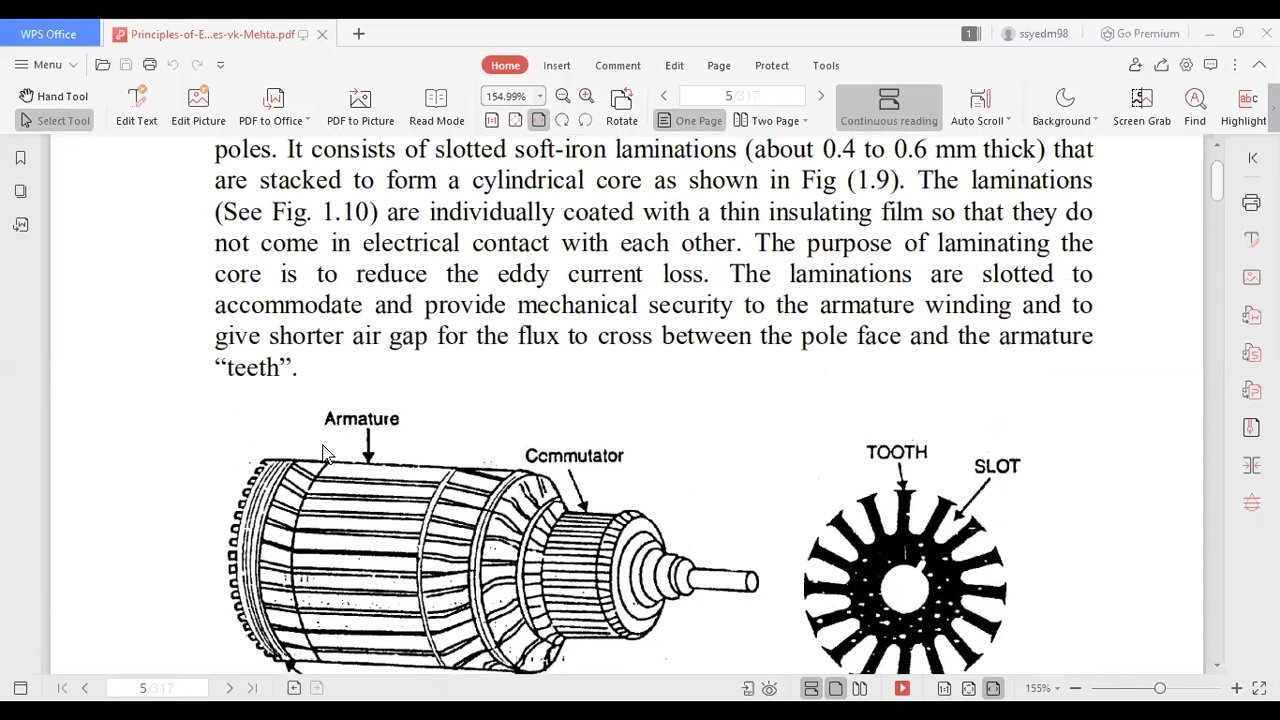 WPS Office
Principles-of-E...es-vk-Mehta.pdf
1
ssyedm98
Go Premium
Menu
Home
Insert
Comment
Edit
Page
Protect
Tools
Hand Tool
Select Tool
Edit Text
Edit Picture
PDF to Office
PDF to Picture
Read Mode
154.99%
Rotate
5/317
One Page
Two Page
Continuous reading
Auto Scroll
Background
Screen Grab
Find
Highlight
poles. It consists of slotted soft-iron laminations (about 0.4 to 0.6 mm thick) that
are stacked to form a cylindrical core as shown in Fig (1.9). The laminations
(See Fig. 1.10) are individually coated with a thin insulating film so that they do
not come in electrical contact with each other. The purpose of laminating the
core is to reduce the eddy current loss. The laminations are slotted to
accommodate and provide mechanical security to the armature winding and to
give shorter air gap for the flux to cross between the pole face and the armature
“teeth”.
Armature
Commutator
TOOTH
SLOT
5/317
155%